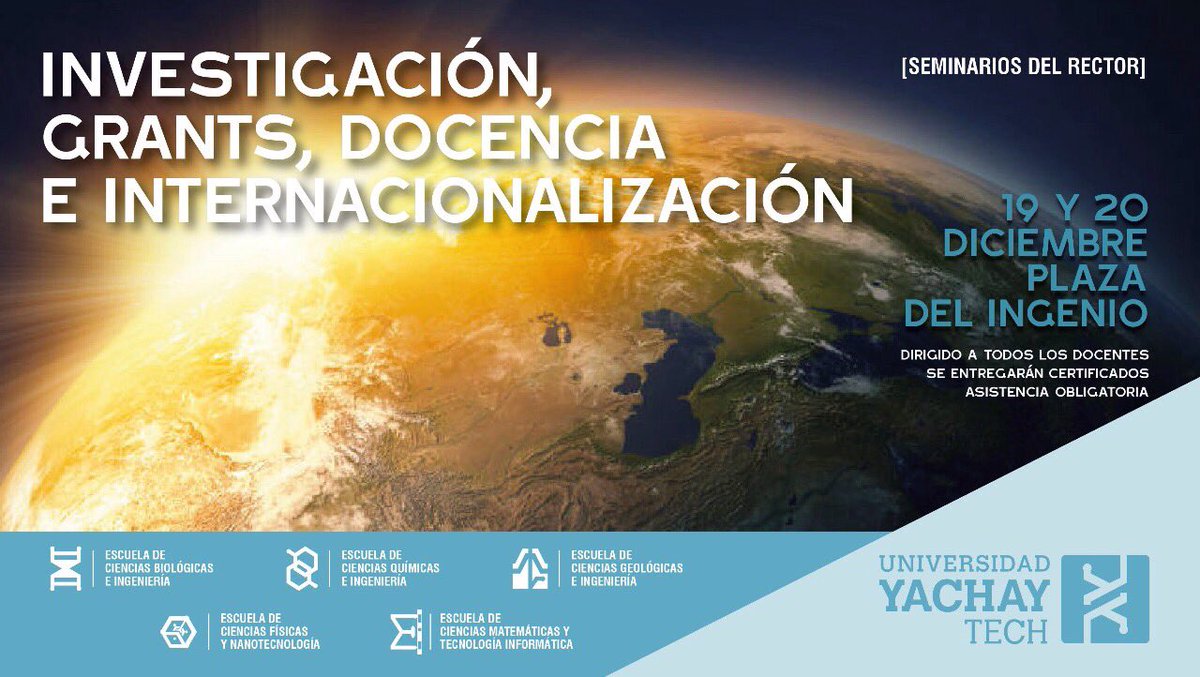 INVESTIGACIÓN,
GRANTS, DOCENCIA
E INTERNACIONALIZACIÓN
[SEMINARIOS DEL RECTOR]
19 Y 20
DICIEMBRE
PLAZA
DEL INGENIO
DIRIGIDO A TODOS LOS DOCENTES
SE ENTREGARÁN CERTIFICADOS
ASISTENCIA OBLIGATORIA
ESCUELA DE
CIENCIAS BIOLÓGICAS
E INGENIERÍA
ESCUELA DE
CIENCIAS QUÍMICAS
E INGENIERÍA
ESCUELA DE
CIENCIAS GEOLÓGICAS
E INGENIERÍA
ESCUELA DE
CIENCIAS FÍSICAS
Y NANOTECNOLOGÍA
ESCUELA DE
CIENCIAS MATEMÁTICAS Y
TECNOLOGÍA INFORMÁTICA
UNIVERSIDAD
YACHAY
TECH